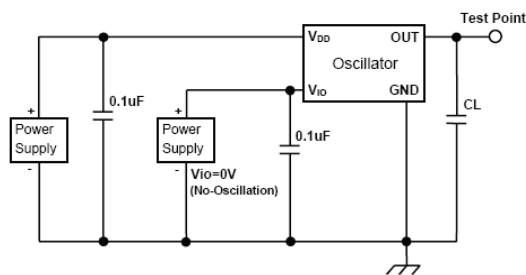 Test Point
VDD
OUT
Oscillator
VIO
GND
0.1uF
CL
+
Power
Supply
-
+
Power
Supply
-
0.1uF
Vio=0V
(No-Oscillation)